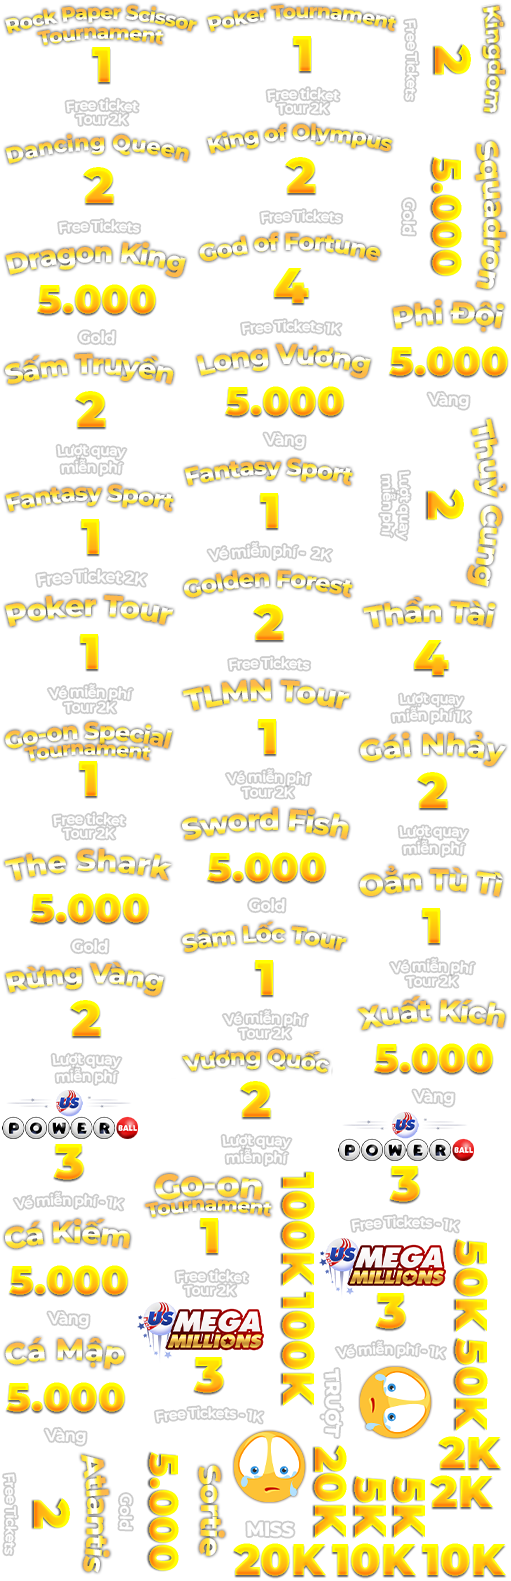 Rock Paper Scissor
Tournament
1
Free ticket
Tour 2K
Poker Tournament
1
Free ticket
Tour 2K
Kingdom
2
Free Tickets
Dancing Queen
2
Free Tickets
King of Olympus
2
Free Tickets
Squadron
5.000
Gold
Dragon King
5.000
Gold
God of Fortune
4
Free Tickets 1K
Phi Đội
5.000
Vàng
Sấm Truyền
2
Lượt quay
miễn phí
Long Vương
5.000
Vàng
Thuỷ Cung
2
Lượt quay
miễn phí
Fantasy Sport
1
Free Ticket 2K
Fantasy Sport
1
Vé miễn phí - 2K
Golden Forest
2
Free Tickets
Thần Tài
4
Lượt quay
miễn phí 1K
Poker Tour
1
Vé miễn phí
Tour 2K
TLMN Tour
1
Vé miễn phí
Tour 2K
Gái Nhảy
2
Lượt quay
miễn phí
Go-on Special
Tournament
1
Free ticket
Tour 2K
Sword Fish
5.000
Gold
Oẳn Tù Tì
1
Vé miễn phí
Tour 2K
The Shark
5.000
Gold
Sâm Lốc Tour
1
Vé miễn phí
Tour 2K
Xuất Kích
5.000
Vàng
Rừng Vàng
2
Lượt quay
miễn phí
Vương Quốc
2
Lượt quay
miễn phí
US
POWER BALL
3
Vé miễn phí - 1K
US
POWER BALL
3
Free Tickets - 1K
Go-on
Tournament
1
Free ticket
Tour 2K
100K
100K
Cá Kiếm
5.000
Vàng
US MEGA
MILLIONS
3
Vé miễn phí - 1K
50K
50K
US MEGA
MILLIONS
3
Free Tickets - 1K
Cá Mập
5.000
Vàng
TRƯỢT
2K
2K
Atlantis
2
Free Tickets
Sortie
5.000
Gold
MISS
20K
5K
5K
20K
10K
10K